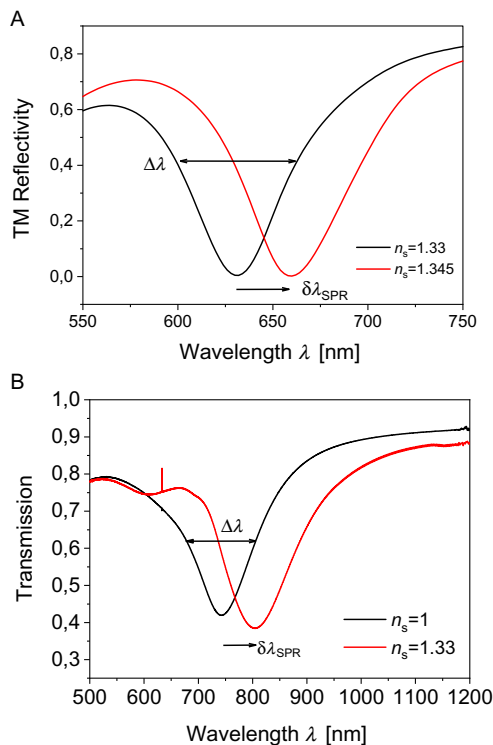 A
TM Reflectivity
0,8
0,6
0,4
0,2
0,0
Δλ
δλSPR
ns=1.33
ns=1.345
550 600 650 700 750
Wavelength λ [nm]
B
Transmission
1,0
0,9
0,8
0,7
0,6
0,5
0,4
0,3
Δλ
δλSPR
ns=1
ns=1.33
500 600 700 800 900 1000 1100 1200
Wavelength λ [nm]